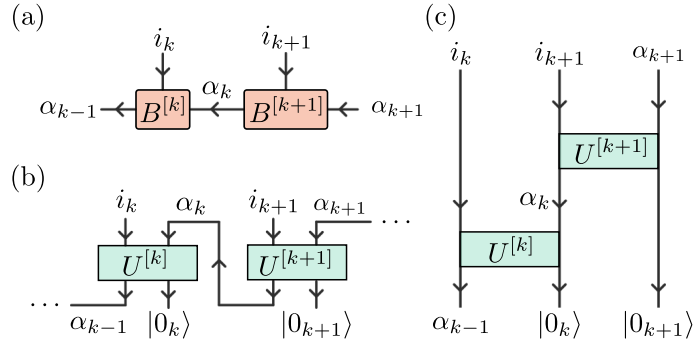 (a)
i_k i_{k+1}
α_{k-1} B^{[k]} α_k B^{[k+1]} α_{k+1}
(b)
i_k α_k i_{k+1} α_{k+1} ⋯
U^{[k]} U^{[k+1]}
⋯ α_{k-1} |0_k⟩ |0_{k+1}⟩
(c)
i_k i_{k+1} α_{k+1}
U^{[k+1]}
α_k
U^{[k]}
α_{k-1} |0_k⟩ |0_{k+1}⟩